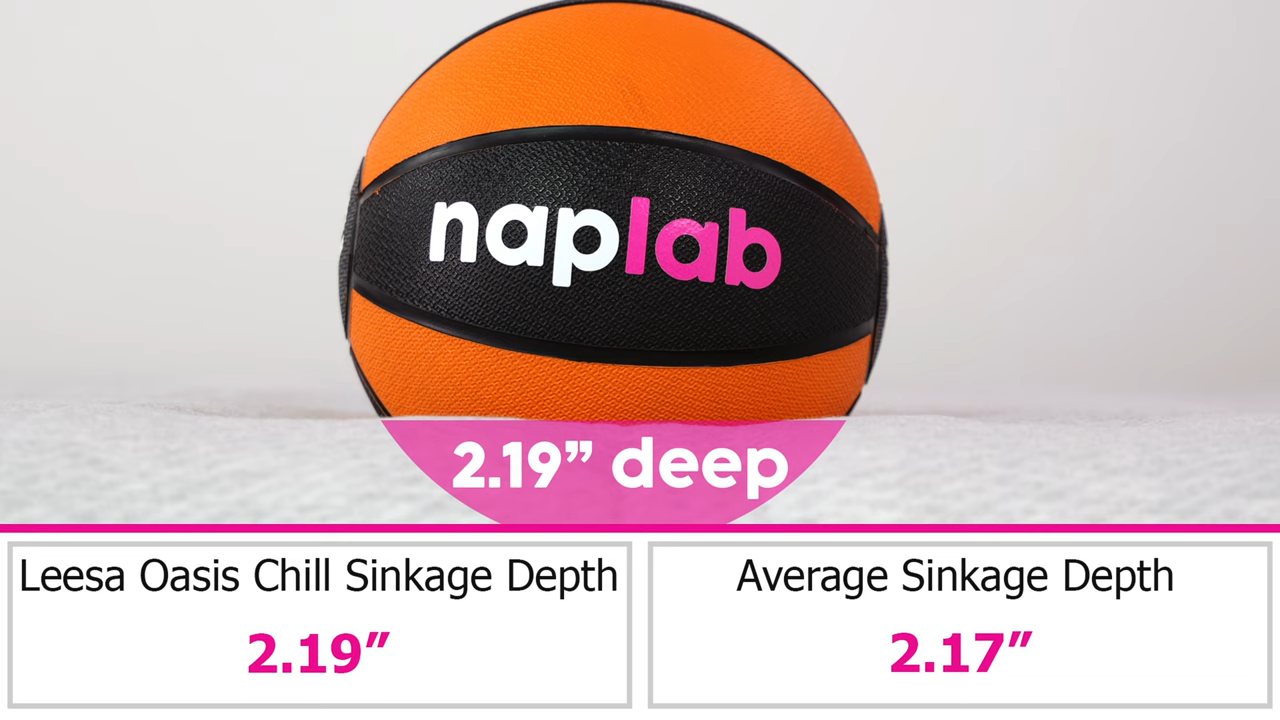 naplab
2.19” deep
Leesa Oasis Chill Sinkage Depth
Average Sinkage Depth
2.19”
2.17”